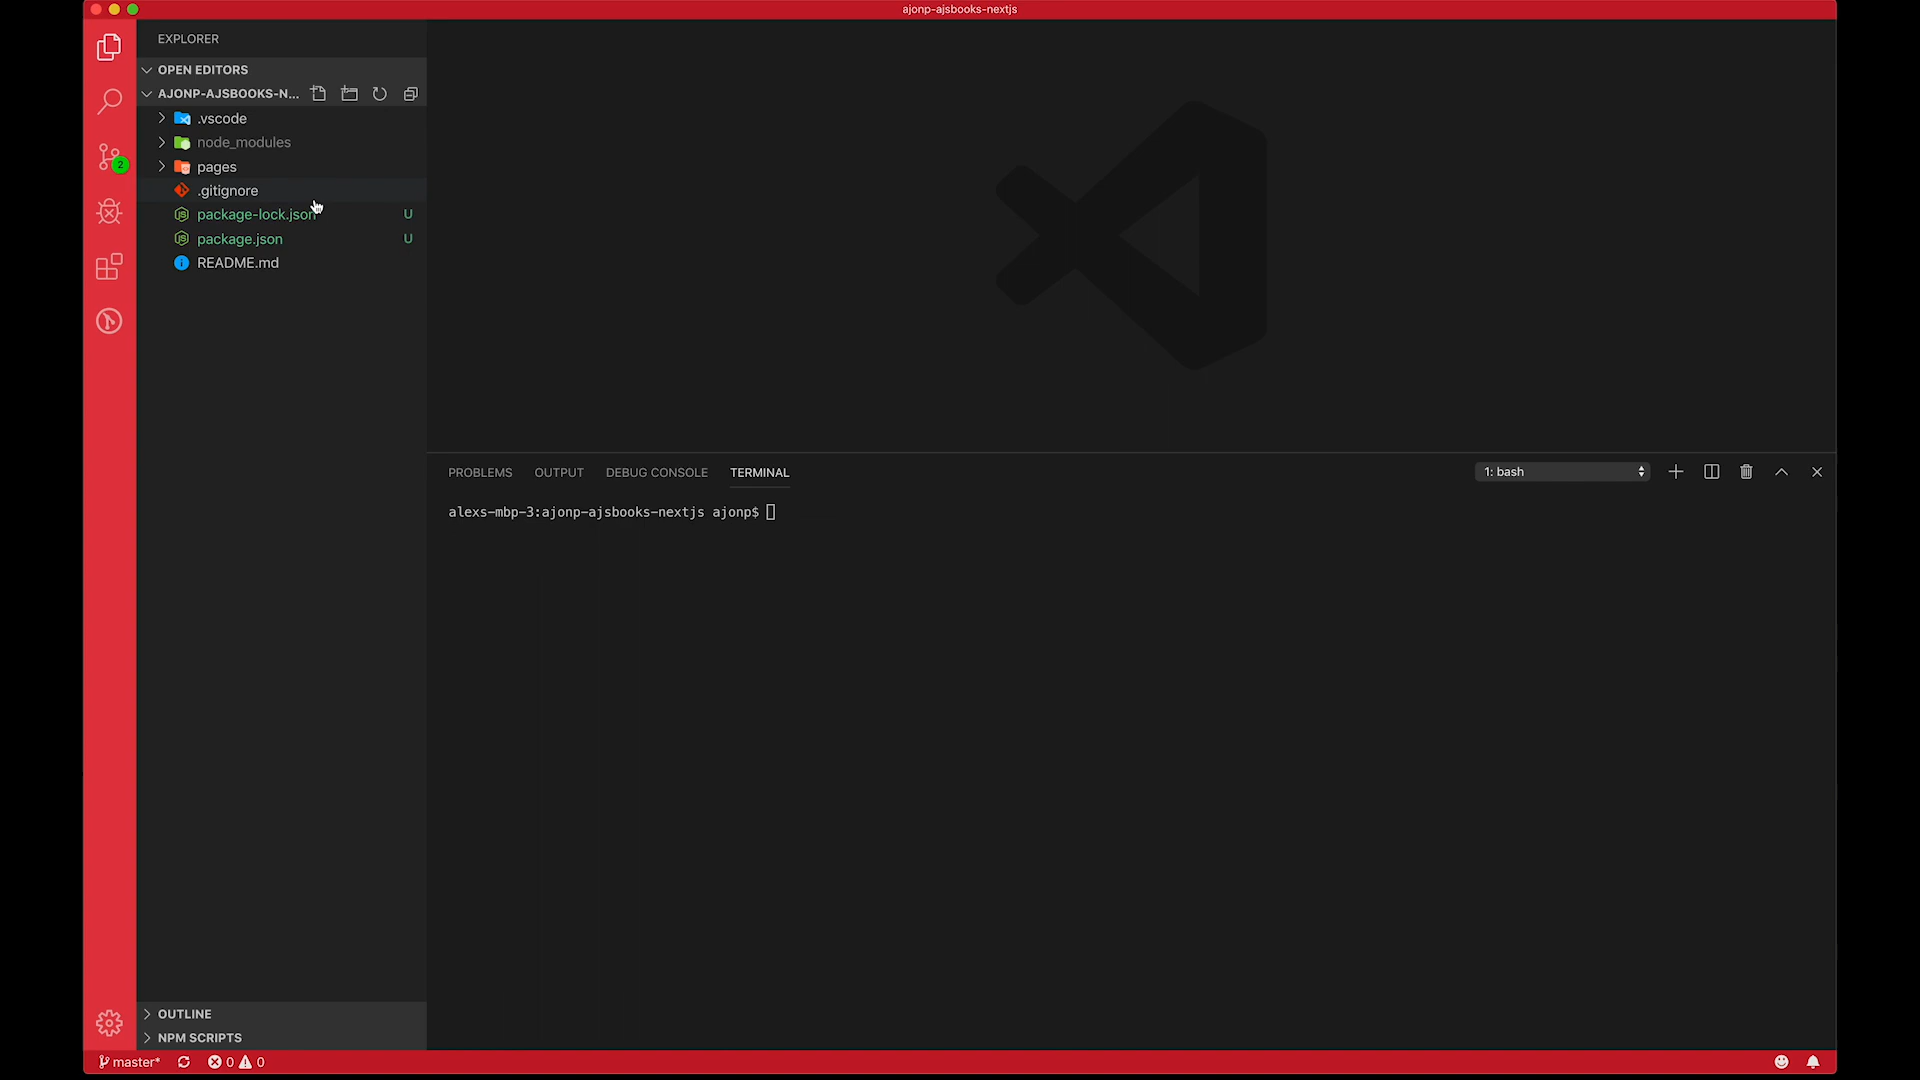 ajonp-ajsbooks-nextjs
EXPLORER
OPEN EDITORS
AJONP-AJSBOOKS-N...
.vscode
node_modules
pages
.gitignore
package-lock.json U
package.json U
README.md
2
PROBLEMS OUTPUT DEBUG CONSOLE TERMINAL 1: bash
alexs-mbp-3:ajonp-ajsbooks-nextjs ajonp$
OUTLINE
NPM SCRIPTS
master* 0 0